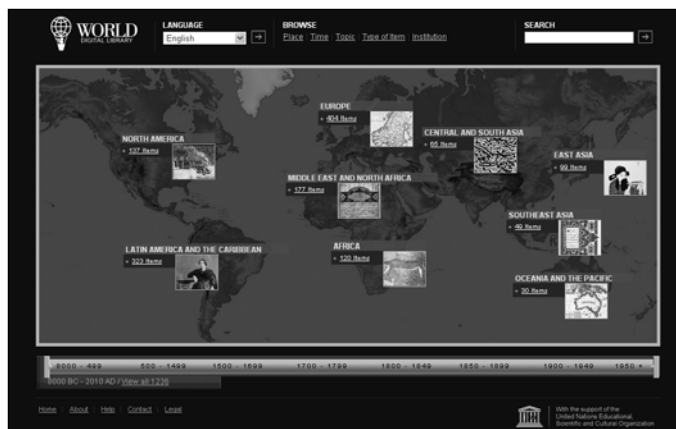 WORLD
DIGITAL LIBRARY
LANGUAGE
English
BROWSE
Place | Time | Topic | Type of Item | Institution
SEARCH
EUROPE
404 Items
NORTH AMERICA
137 Items
CENTRAL AND SOUTH ASIA
65 Items
EAST ASIA
99 Items
MIDDLE EAST AND NORTH AFRICA
177 Items
SOUTHEAST ASIA
49 Items
LATIN AMERICA AND THE CARIBBEAN
323 Items
AFRICA
120 Items
OCEANIA AND THE PACIFIC
30 Items
8000 - 499 500 - 1499 1500 - 1699 1700 - 1799 1800 - 1849 1850 - 1899 1900 - 1949 1950 +
8000 BC - 2010 AD / View all 1236
Home | About | Help | Contact | Legal
With the support of the
United Nations Educational,
Scientific and Cultural Organization